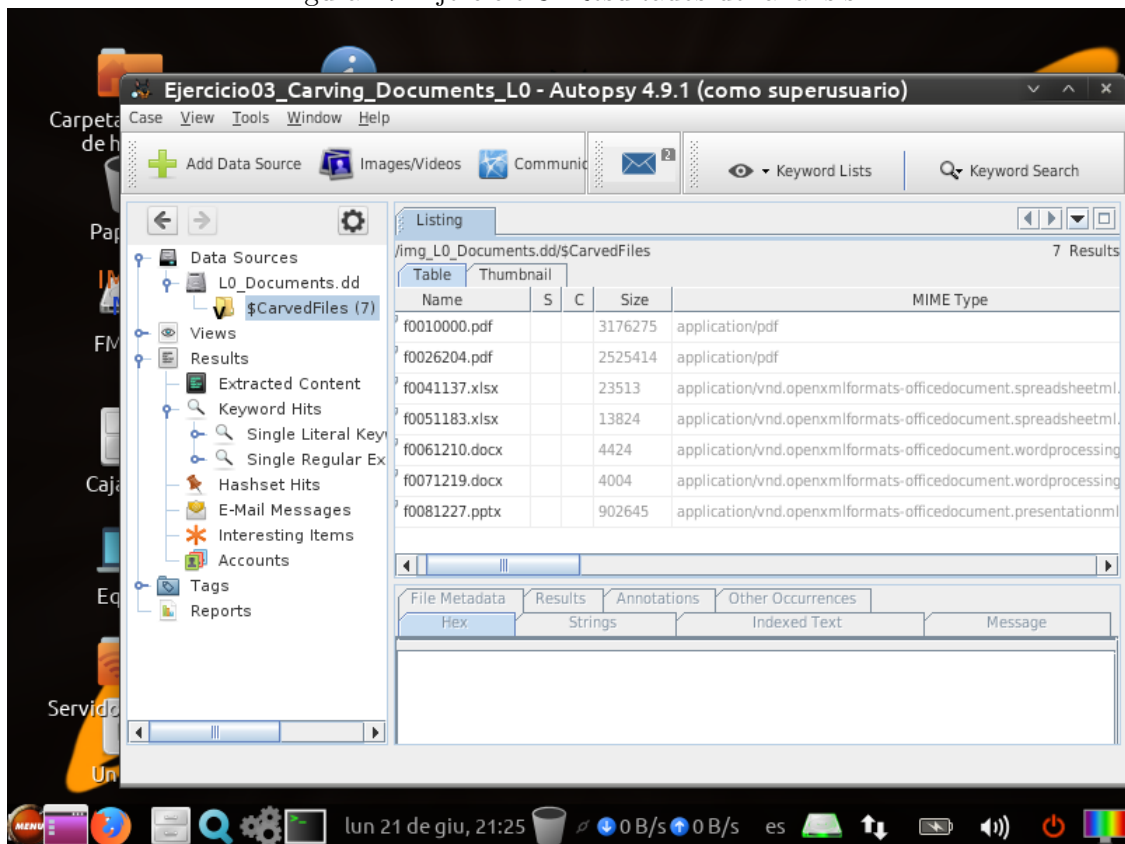 Ejercicio03_Carving_Documents_L0 - Autopsy 4.9.1 (como superusuario)
Case View Tools Window Help
Add Data Source Images/Videos Communic 2 Keyword Lists Keyword Search
Carpeta
de h
Pap
FM
Caja
Eq
Servido
Un
Data Sources
L0_Documents.dd
$CarvedFiles (7)
Views
Results
Extracted Content
Keyword Hits
Single Literal Key
Single Regular Ex
Hashset Hits
E-Mail Messages
Interesting Items
Accounts
Tags
Reports
Listing
/img_L0_Documents.dd/$CarvedFiles 7 Results
Table Thumbnail
Name S C Size MIME Type
f0010000.pdf 3176275 application/pdf
f0026204.pdf 2525414 application/pdf
f0041137.xlsx 23513 application/vnd.openxmlformats-officedocument.spreadsheetml.
f0051183.xlsx 13824 application/vnd.openxmlformats-officedocument.spreadsheetml.
f0061210.docx 4424 application/vnd.openxmlformats-officedocument.wordprocessing
f0071219.docx 4004 application/vnd.openxmlformats-officedocument.wordprocessing
f0081227.pptx 902645 application/vnd.openxmlformats-officedocument.presentationml
File Metadata Results Annotations Other Occurrences
Hex Strings Indexed Text Message
MENU lun 21 de giu, 21:25 0 B/s 0 B/s es